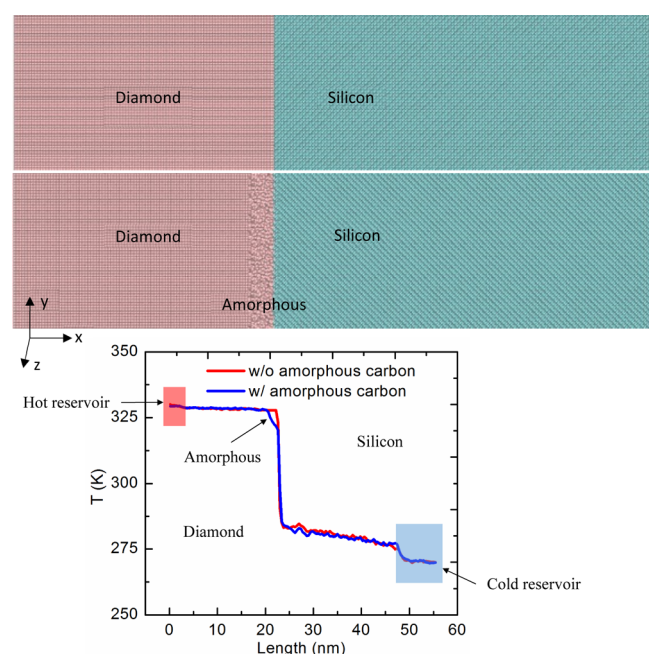 Diamond
Silicon
Diamond
Silicon
Amorphous
y
x
z
350
325
300
275
250
T (K)
w/o amorphous carbon
w/ amorphous carbon
Hot reservoir
Silicon
Amorphous
Diamond
Cold reservoir
0
10
20
30
40
50
60
Length (nm)